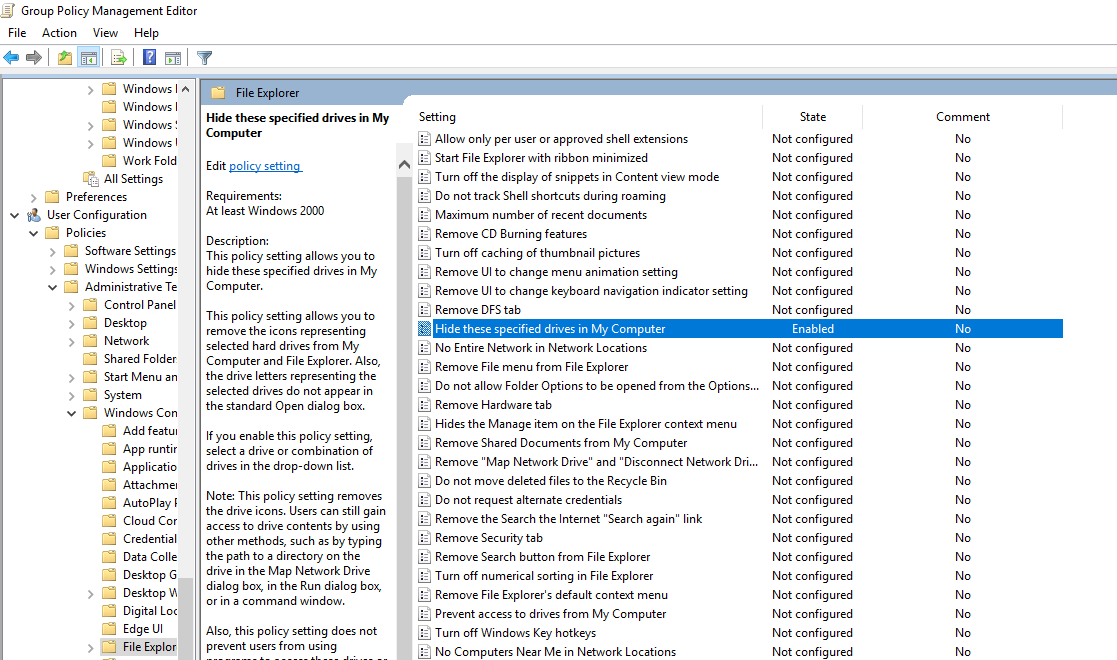 Group Policy Management Editor
File Action View Help
Windows
Windows
Windows
Windows
Work Fold
All Settings
Preferences
User Configuration
Policies
Software Settings
Windows Settings
Administrative Te
Control Panel
Desktop
Network
Shared Folder
Start Menu an
System
Windows Con
Add featu
App runtir
Applicatio
Attachmer
AutoPlay
Cloud Cor
Credential
Data Colle
Desktop G
Desktop W
Digital Loc
Edge UI
File Explor
File Explorer
Hide these specified drives in My
Computer
Edit policy setting
Requirements:
At least Windows 2000
Description:
This policy setting allows you to
hide these specified drives in My
Computer.
This policy setting allows you to
remove the icons representing
selected hard drives from My
Computer and File Explorer. Also,
the drive letters representing the
selected drives do not appear in
the standard Open dialog box.
If you enable this policy setting,
select a drive or combination of
drives in the drop-down list.
Note: This policy setting removes
the drive icons. Users can still gain
access to drive contents by using
other methods, such as by typing
the path to a directory on the
drive in the Map Network Drive
dialog box, in the Run dialog box,
or in a command window.
Also, this policy setting does not
prevent users from using
Setting State Comment
Allow only per user or approved shell extensions Not configured No
Start File Explorer with ribbon minimized Not configured No
Turn off the display of snippets in Content view mode Not configured No
Do not track Shell shortcuts during roaming Not configured No
Maximum number of recent documents Not configured No
Remove CD Burning features Not configured No
Turn off caching of thumbnail pictures Not configured No
Remove UI to change menu animation setting Not configured No
Remove UI to change keyboard navigation indicator setting Not configured No
Remove DFS tab Not configured No
Hide these specified drives in My Computer Enabled No
No Entire Network in Network Locations Not configured No
Remove File menu from File Explorer Not configured No
Do not allow Folder Options to be opened from the Options... Not configured No
Remove Hardware tab Not configured No
Hides the Manage item on the File Explorer context menu Not configured No
Remove Shared Documents from My Computer Not configured No
Remove "Map Network Drive" and "Disconnect Network Dri... Not configured No
Do not move deleted files to the Recycle Bin Not configured No
Do not request alternate credentials Not configured No
Remove the Search the Internet "Search again" link Not configured No
Remove Security tab Not configured No
Remove Search button from File Explorer Not configured No
Turn off numerical sorting in File Explorer Not configured No
Remove File Explorer's default context menu Not configured No
Prevent access to drives from My Computer Not configured No
Turn off Windows Key hotkeys Not configured No
No Computers Near Me in Network Locations Not configured No